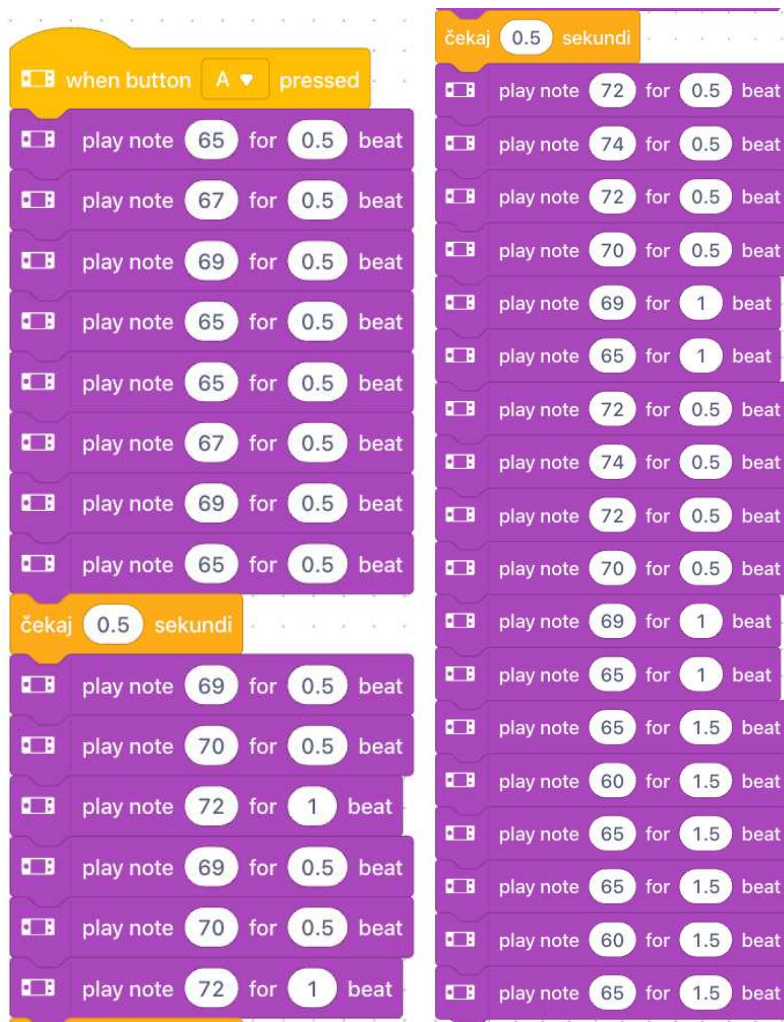 when button A pressed
play note 65 for 0.5 beat
play note 67 for 0.5 beat
play note 69 for 0.5 beat
play note 65 for 0.5 beat
play note 65 for 0.5 beat
play note 67 for 0.5 beat
play note 69 for 0.5 beat
play note 65 for 0.5 beat
čekaj 0.5 sekundi
play note 69 for 0.5 beat
play note 70 for 0.5 beat
play note 72 for 1 beat
play note 69 for 0.5 beat
play note 70 for 0.5 beat
play note 72 for 1 beat
čekaj 0.5 sekundi
play note 72 for 0.5 beat
play note 74 for 0.5 beat
play note 72 for 0.5 beat
play note 70 for 0.5 beat
play note 69 for 1 beat
play note 65 for 1 beat
play note 72 for 0.5 beat
play note 74 for 0.5 beat
play note 72 for 0.5 beat
play note 70 for 0.5 beat
play note 69 for 1 beat
play note 65 for 1 beat
play note 65 for 1.5 beat
play note 60 for 1.5 beat
play note 65 for 1.5 beat
play note 65 for 1.5 beat
play note 60 for 1.5 beat
play note 65 for 1.5 beat